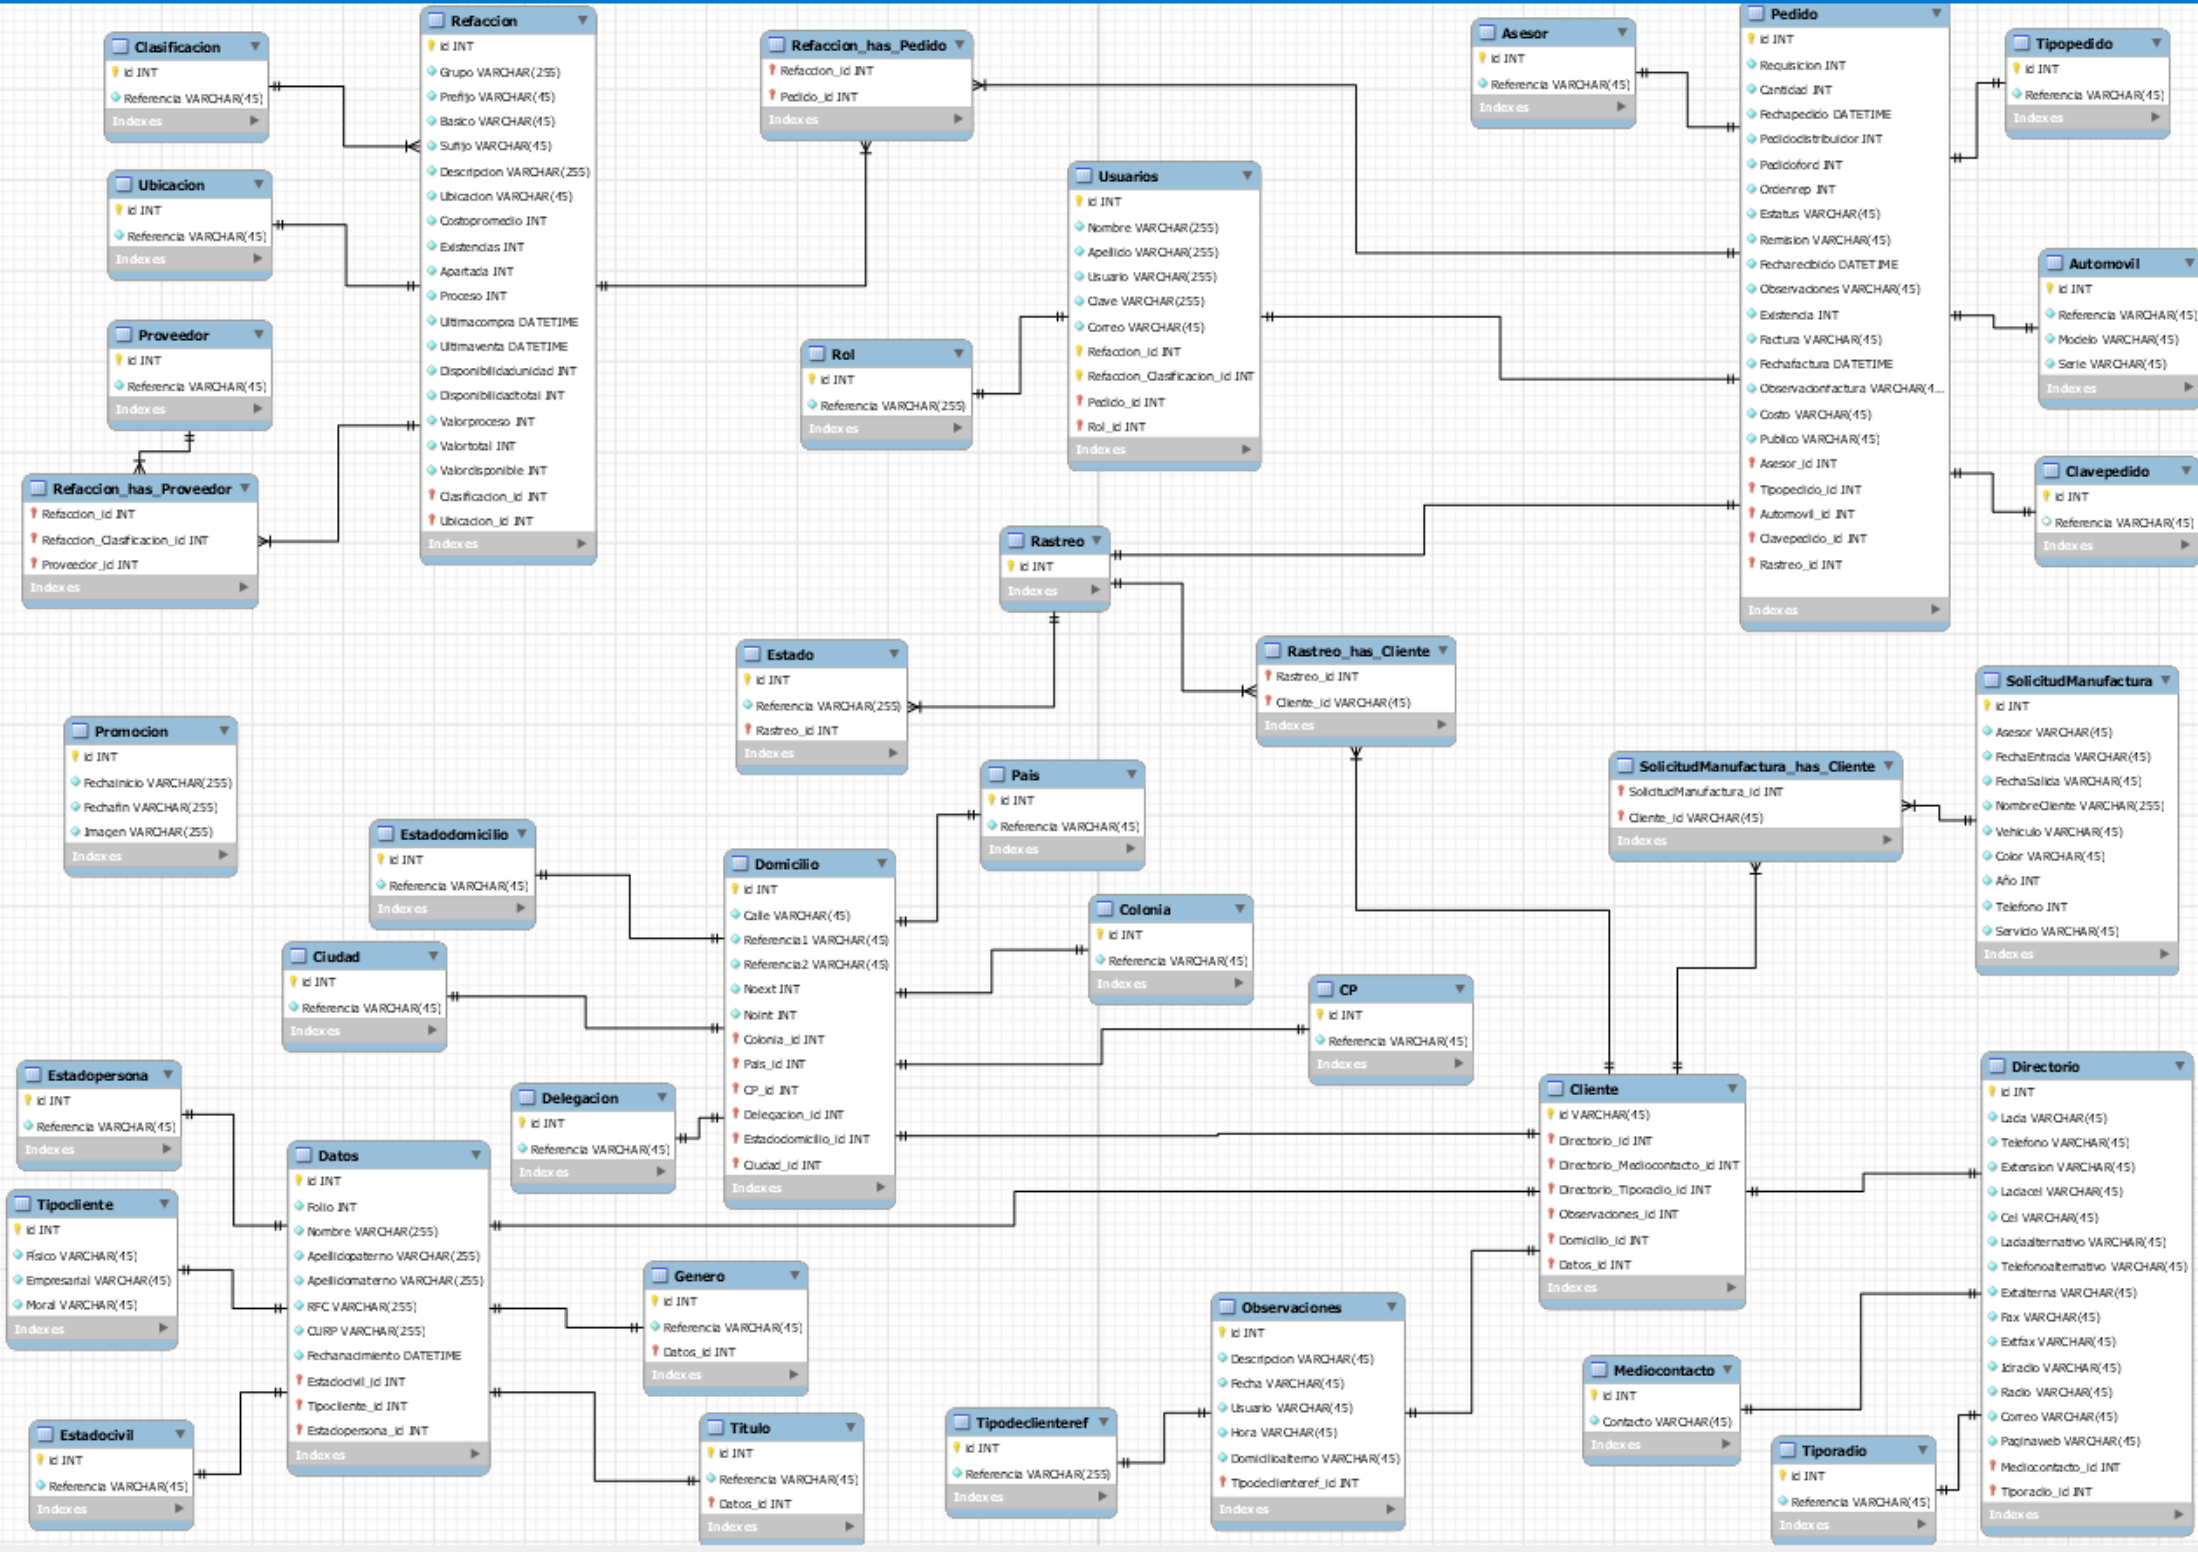 Clasificacion
id INT
Referencia VARCHAR(45)
Indexes
Ubicacion
id INT
Referencia VARCHAR(45)
Indexes
Proveedor
id INT
Referencia VARCHAR(45)
Indexes
Refaccion_has_Proveedor
Refaccion_id INT
Refaccion_Clasificacion_id INT
Proveedor_id INT
Indexes
Refaccion
id INT
Grupo VARCHAR(255)
Prefijo VARCHAR(45)
Basico VARCHAR(45)
Sufijo VARCHAR(45)
Descripcion VARCHAR(255)
Ubicacion VARCHAR(45)
Costopromedio INT
Existencias INT
Apartada INT
Proceso INT
Ultimacompra DATETIME
Ultimaventa DATETIME
Disponibilidadunidad INT
Disponibilidadtotal INT
Valorproceso INT
Valortotal INT
Valordisponible INT
Clasificacion_id INT
Ubicacion_id INT
Indexes
Refaccion_has_Pedido
Refaccion_id INT
Pedido_id INT
Indexes
Usuarios
id INT
Nombre VARCHAR(255)
Apellido VARCHAR(255)
Usuario VARCHAR(255)
Clave VARCHAR(255)
Correo VARCHAR(45)
Refaccion_id INT
Refaccion_Clasificacion_id INT
Pedido_id INT
Rol_id INT
Indexes
Rol
id INT
Referencia VARCHAR(255)
Indexes
Asesor
id INT
Referencia VARCHAR(45)
Indexes
Pedido
id INT
Requisicion INT
Cantidad INT
Fechapedido DATETIME
Pedidodistribuidor INT
Pedidoford INT
Ordenrep INT
Estatus VARCHAR(45)
Remision VARCHAR(45)
Fecharecibido DATETIME
Observaciones VARCHAR(45)
Existencia INT
Factura VARCHAR(45)
Fechafactura DATETIME
Observacionfactura VARCHAR(4...
Costo VARCHAR(45)
Publico VARCHAR(45)
Asesor_id INT
Tipopedido_id INT
Automovil_id INT
Clavepedido_id INT
Rastreo_id INT
Indexes
Tipopedido
id INT
Referencia VARCHAR(45)
Indexes
Automovil
id INT
Referencia VARCHAR(45)
Modelo VARCHAR(45)
Serie VARCHAR(45)
Indexes
Clavepedido
id INT
Referencia VARCHAR(45)
Indexes
Rastreo
id INT
Indexes
Estado
id INT
Referencia VARCHAR(255)
Rastreo_id INT
Indexes
Rastreo_has_Cliente
Rastreo_id INT
Cliente_id VARCHAR(45)
Indexes
SolicitudManufactura
id INT
Asesor VARCHAR(45)
FechaEntrada VARCHAR(45)
FechaSalida VARCHAR(45)
NombreCliente VARCHAR(255)
Vehiculo VARCHAR(45)
Color VARCHAR(45)
Año INT
Telefono INT
Servicio VARCHAR(45)
Indexes
SolicitudManufactura_has_Cliente
SolicitudManufactura_id INT
Cliente_id VARCHAR(45)
Indexes
Promocion
id INT
Fechainicio VARCHAR(255)
Fechafin VARCHAR(255)
Imagen VARCHAR(255)
Indexes
Estadodomicilio
id INT
Referencia VARCHAR(45)
Indexes
Ciudad
id INT
Referencia VARCHAR(45)
Indexes
Domicilio
id INT
Calle VARCHAR(45)
Referencia1 VARCHAR(45)
Referencia2 VARCHAR(45)
Noext INT
Noint INT
Colonia_id INT
Pais_id INT
CP_id INT
Delegacion_id INT
Estadodomicilio_id INT
Ciudad_id INT
Indexes
Pais
id INT
Referencia VARCHAR(45)
Indexes
Colonia
id INT
Referencia VARCHAR(45)
Indexes
CP
id INT
Referencia VARCHAR(45)
Indexes
Delegacion
id INT
Referencia VARCHAR(45)
Indexes
Estadopersona
id INT
Referencia VARCHAR(45)
Indexes
Tipocliente
id INT
Fisico VARCHAR(45)
Empresarial VARCHAR(45)
Moral VARCHAR(45)
Indexes
Estadocivil
id INT
Referencia VARCHAR(45)
Indexes
Datos
id INT
Folio INT
Nombre VARCHAR(255)
Apellidopaterno VARCHAR(255)
Apellidomaterno VARCHAR(255)
RFC VARCHAR(255)
CURP VARCHAR(255)
Fechanacimiento DATETIME
Estadocivil_id INT
Tipocliente_id INT
Estadopersona_id INT
Indexes
Genero
id INT
Referencia VARCHAR(45)
Datos_id INT
Indexes
Titulo
id INT
Referencia VARCHAR(45)
Datos_id INT
Indexes
Tipodeclienteref
id INT
Referencia VARCHAR(255)
Indexes
Observaciones
id INT
Descripcion VARCHAR(45)
Fecha VARCHAR(45)
Usuario VARCHAR(45)
Hora VARCHAR(45)
Domicilioalterno VARCHAR(45)
Tipodeclienteref_id INT
Indexes
Cliente
id VARCHAR(45)
Directorio_id INT
Directorio_Mediocontacto_id INT
Directorio_Tiporadio_id INT
Observaciones_id INT
Domicilio_id INT
Datos_id INT
Indexes
Mediocontacto
id INT
Contacto VARCHAR(45)
Indexes
Tiporadio
id INT
Referencia VARCHAR(45)
Indexes
Directorio
id INT
Lada VARCHAR(45)
Telefono VARCHAR(45)
Extension VARCHAR(45)
Ladacel VARCHAR(45)
Cel VARCHAR(45)
Ladaalternativo VARCHAR(45)
Telefonoalternativo VARCHAR(45)
Extalterna VARCHAR(45)
Fax VARCHAR(45)
Extfax VARCHAR(45)
Idradio VARCHAR(45)
Radio VARCHAR(45)
Correo VARCHAR(45)
Paginaweb VARCHAR(45)
Mediocontacto_id INT
Tiporadio_id INT
Indexes